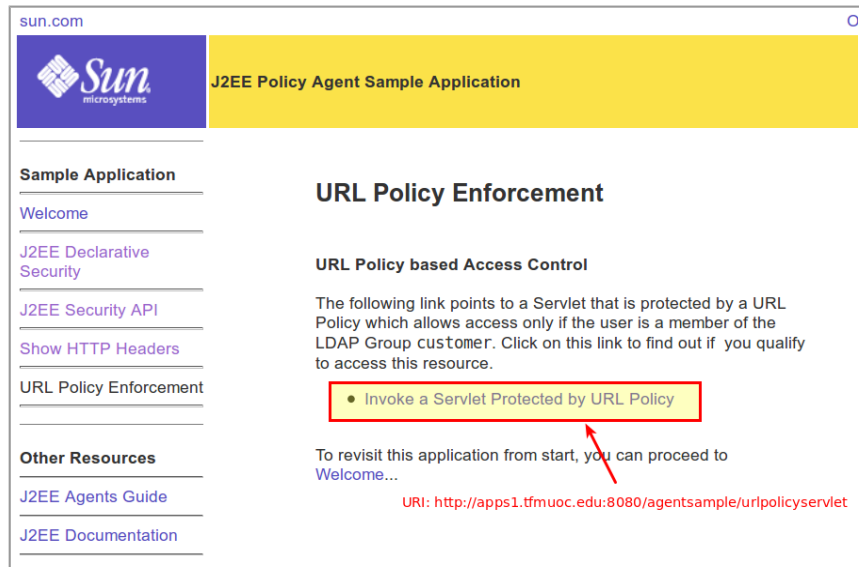 sun.com
O
Sun
microsystems
J2EE Policy Agent Sample Application
Sample Application
Welcome
J2EE Declarative
Security
J2EE Security API
Show HTTP Headers
URL Policy Enforcement
Other Resources
J2EE Agents Guide
J2EE Documentation
URL Policy Enforcement
URL Policy based Access Control
The following link points to a Servlet that is protected by a URL
Policy which allows access only if the user is a member of the
LDAP Group customer. Click on this link to find out if you qualify
to access this resource.
• Invoke a Servlet Protected by URL Policy
To revisit this application from start, you can proceed to
Welcome...
URI: http://apps1.tfmuoc.edu:8080/agentsample/urlpolicyservlet